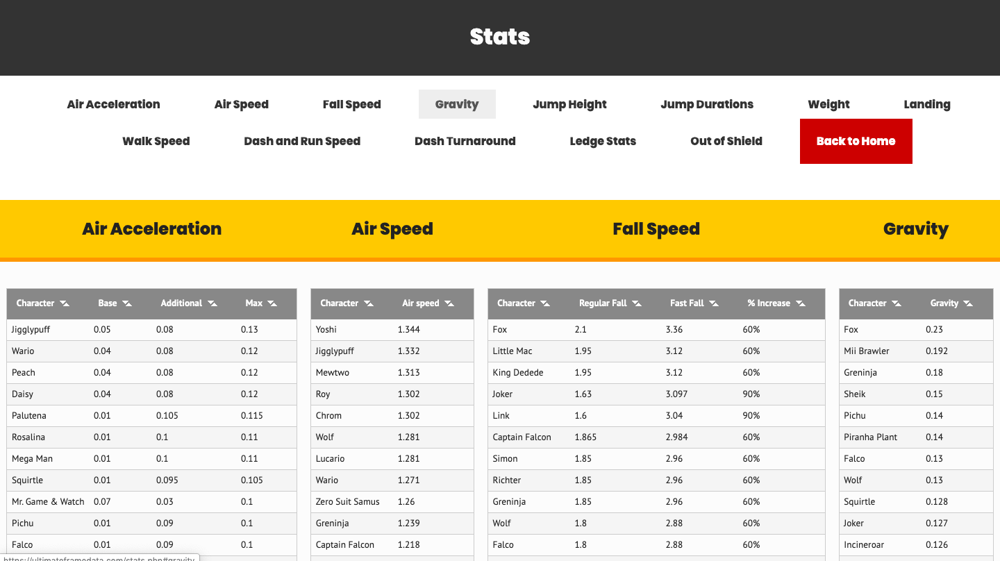 Stats
Air Acceleration Air Speed Fall Speed Gravity Jump Height Jump Durations Weight Landing
Walk Speed Dash and Run Speed Dash Turnaround Ledge Stats Out of Shield Back to Home
Air Acceleration Air Speed Fall Speed Gravity
Character Base Additional Max Character Air speed Character Regular Fall Fast Fall % Increase Character Gravity
Jigglypuff 0.05 0.08 0.13 Yoshi 1.344 Fox 2.1 3.36 60% Fox 0.23
Wario 0.04 0.08 0.12 Jigglypuff 1.332 Little Mac 1.95 3.12 60% Mii Brawler 0.192
Peach 0.04 0.08 0.12 Mewtwo 1.313 King Dedede 1.95 3.12 60% Greninja 0.18
Daisy 0.04 0.08 0.12 Roy 1.302 Joker 1.63 3.097 90% Sheik 0.15
Palutena 0.01 0.105 0.115 Chrom 1.302 Link 1.6 3.04 90% Pichu 0.14
Rosalina 0.01 0.1 0.11 Wolf 1.281 Captain Falcon 1.865 2.984 60% Piranha Plant 0.14
Mega Man 0.01 0.1 0.11 Lucario 1.281 Simon 1.85 2.96 60% Falco 0.13
Squirtle 0.01 0.095 0.105 Wario 1.271 Richter 1.85 2.96 60% Wolf 0.13
Mr. Game & Watch 0.07 0.03 0.1 Zero Suit Samus 1.26 Greninja 1.85 2.96 60% Squirtle 0.128
Pichu 0.01 0.09 0.1 Greninja 1.239 Wolf 1.8 2.88 60% Joker 0.127
Falco 0.01 0.09 0.1 Captain Falcon 1.218 Falco 1.8 2.88 60% Incineroar 0.126
https://ultimateframedata.com/stats.php#gravity